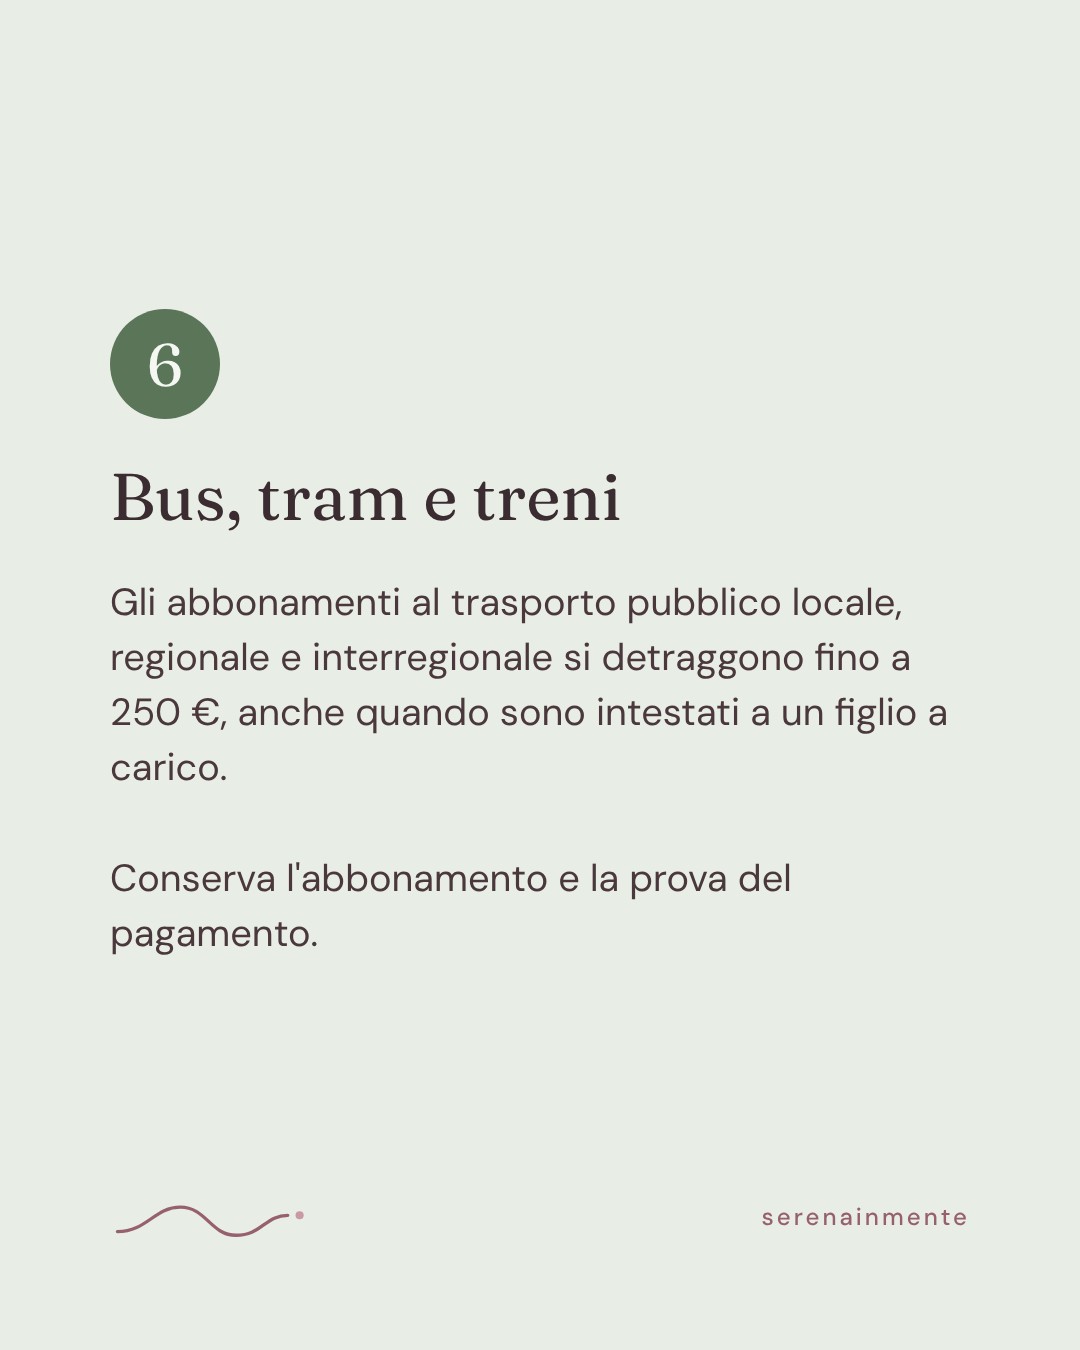 6
Bus, tram e treni
Gli abbonamenti al trasporto pubblico locale,
regionale e interregionale si detraggono fino a
250 €, anche quando sono intestati a un figlio a
carico.
Conserva l'abbonamento e la prova del
pagamento.
serenainmente